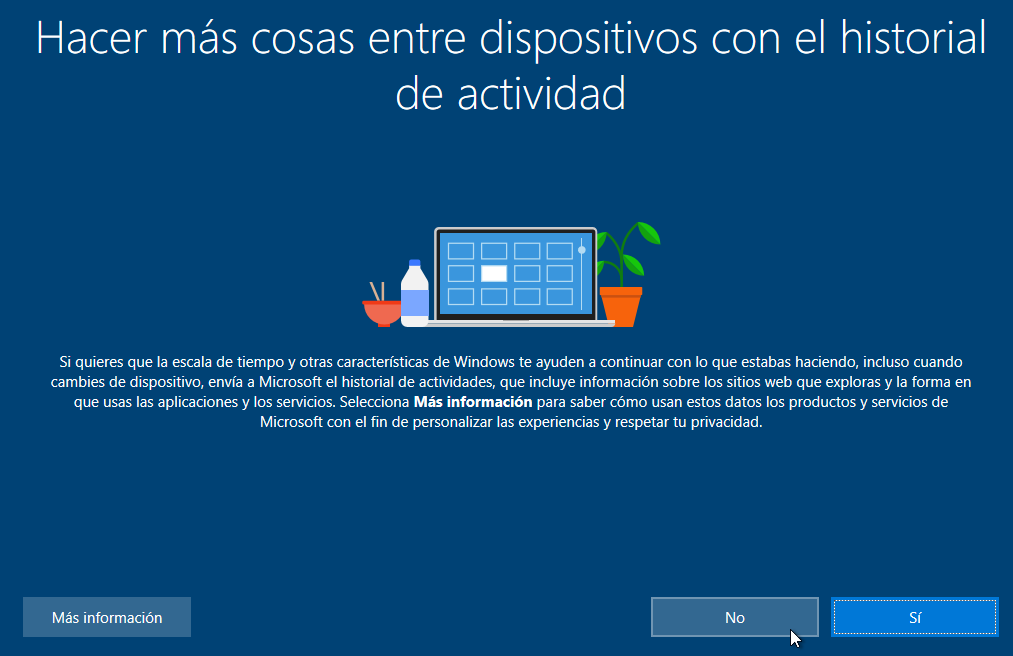 Hacer más cosas entre dispositivos con el historial
de actividad
Si quieres que la escala de tiempo y otras características de Windows te ayuden a continuar con lo que estabas haciendo, incluso cuando
cambies de dispositivo, envía a Microsoft el historial de actividades, que incluye información sobre los sitios web que exploras y la forma en
que usas las aplicaciones y los servicios. Selecciona Más información para saber cómo usan estos datos los productos y servicios de
Microsoft con el fin de personalizar las experiencias y respetar tu privacidad.
Más información
No
Sí